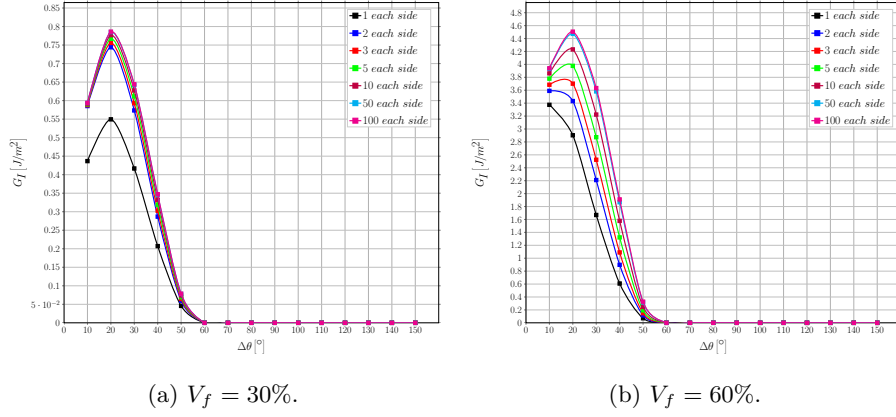 0.85
0.8
0.75
0.7
0.65
0.6
0.55
0.5
0.45
0.4
0.35
0.3
0.25
0.2
0.15
0.1
5 · 10⁻²
0
G_I [J/m²]
0 10 20 30 40 50 60 70 80 90 100 110 120 130 140 150
Δθ [°]
1 each side
2 each side
3 each side
5 each side
10 each side
50 each side
100 each side
(a) V_f = 30%.
4.8
4.6
4.4
4.2
4
3.8
3.6
3.4
3.2
3
2.8
2.6
2.4
2.2
2
1.8
1.6
1.4
1.2
1
0.8
0.6
0.4
0.2
0
G_I [J/m²]
0 10 20 30 40 50 60 70 80 90 100 110 120 130 140 150
Δθ [°]
1 each side
2 each side
3 each side
5 each side
10 each side
50 each side
100 each side
(b) V_f = 60%.